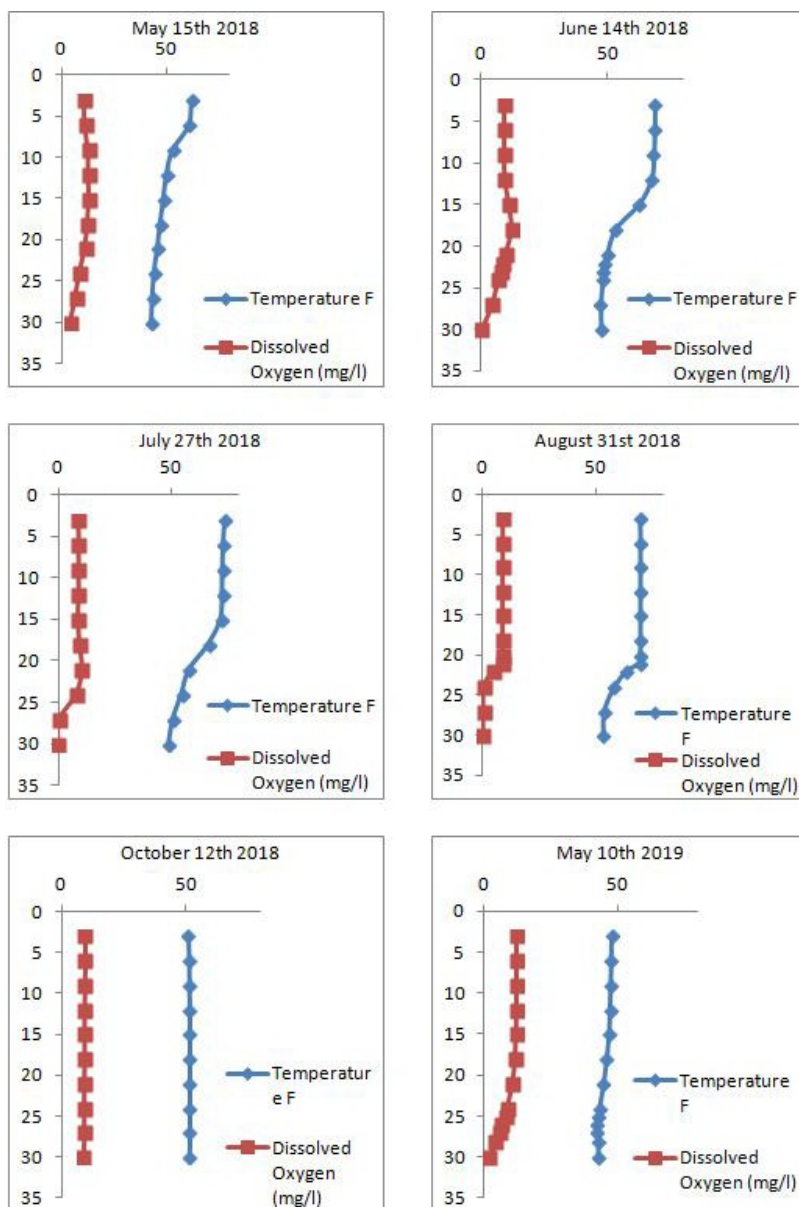 May 15th 2018
0 50
0
5
10
15
20
25
30
35
Temperature F
Dissolved
Oxygen (mg/l)
June 14th 2018
0 50
0
5
10
15
20
25
30
35
Temperature F
Dissolved
Oxygen (mg/l)
July 27th 2018
0 50
0
5
10
15
20
25
30
35
Temperature F
Dissolved
Oxygen (mg/l)
August 31st 2018
0 50
0
5
10
15
20
25
30
35
Temperature
F
Dissolved
Oxygen (mg/l)
October 12th 2018
0 50
0
5
10
15
20
25
30
35
Temperatur
e F
Dissolved
Oxygen
(mg/l)
May 10th 2019
0 50
0
5
10
15
20
25
30
35
Temperature
F
Dissolved
Oxygen (mg/l)